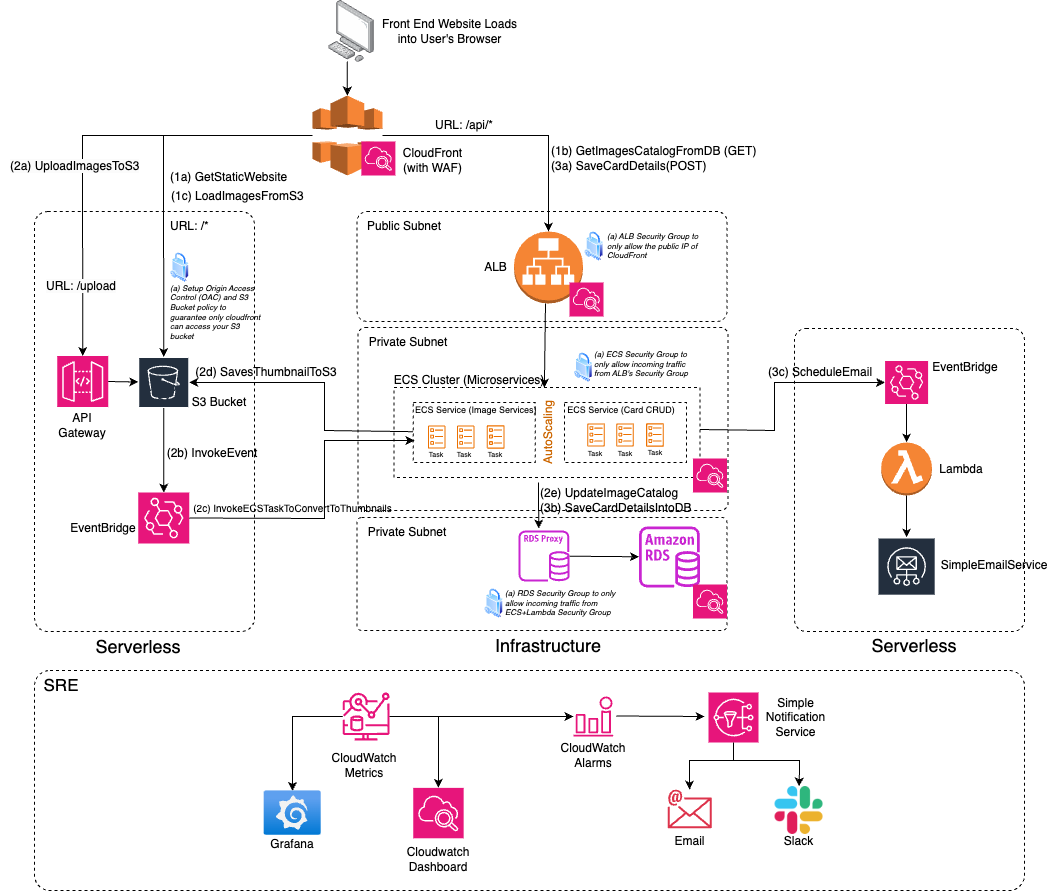 Front End Website Loads
into User's Browser
URL: /api/*
CloudFront
(with WAF)
(2a) UploadImagesToS3
(1a) GetStaticWebsite
(1c) LoadImagesFromS3
(1b) GetImagesCatalogFromDB (GET)
(3a) SaveCardDetails(POST)
URL: /*
Public Subnet
(a) ALB Security Group to
only allow the public IP of
CloudFront
ALB
URL: /upload
(a) Setup Origin Access
Control (OAC) and S3
Bucket policy to
guarantee only cloudfront
can access your S3
bucket
Private Subnet
(a) ECS Security Group to
only allow incoming traffic
from ALB's Security Group
ECS Cluster (Microservices)
(2d) SavesThumbnailToS3
S3 Bucket
API
Gateway
ECS Service (Image Services)
Task
Task
Task
AutoScaling
ECS Service (Card CRUD)
Task
Task
Task
(3c) ScheduleEmail
EventBridge
Lambda
SimpleEmailService
(2b) InvokeEvent
EventBridge
(2c) InvokeECSTaskToConvertToThumbnails
(2e) UpdateImageCatalog
(3b) SaveCardDetailsIntoDB
Private Subnet
RDS Proxy
Amazon
RDS
(a) RDS Security Group to only
allow incoming traffic from
ECS+Lambda Security Group
Serverless
Infrastructure
Serverless
SRE
CloudWatch
Metrics
CloudWatch
Alarms
Simple
Notification
Service
Grafana
Cloudwatch
Dashboard
@
Email
Slack